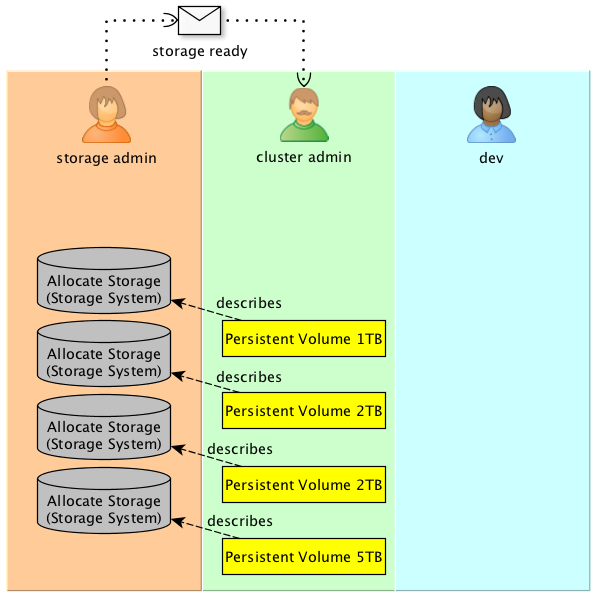 storage ready
storage admin
cluster admin
dev
Allocate Storage
(Storage System)
describes
Persistent Volume 1TB
Allocate Storage
(Storage System)
describes
Persistent Volume 2TB
Allocate Storage
(Storage System)
describes
Persistent Volume 2TB
Allocate Storage
(Storage System)
describes
Persistent Volume 5TB